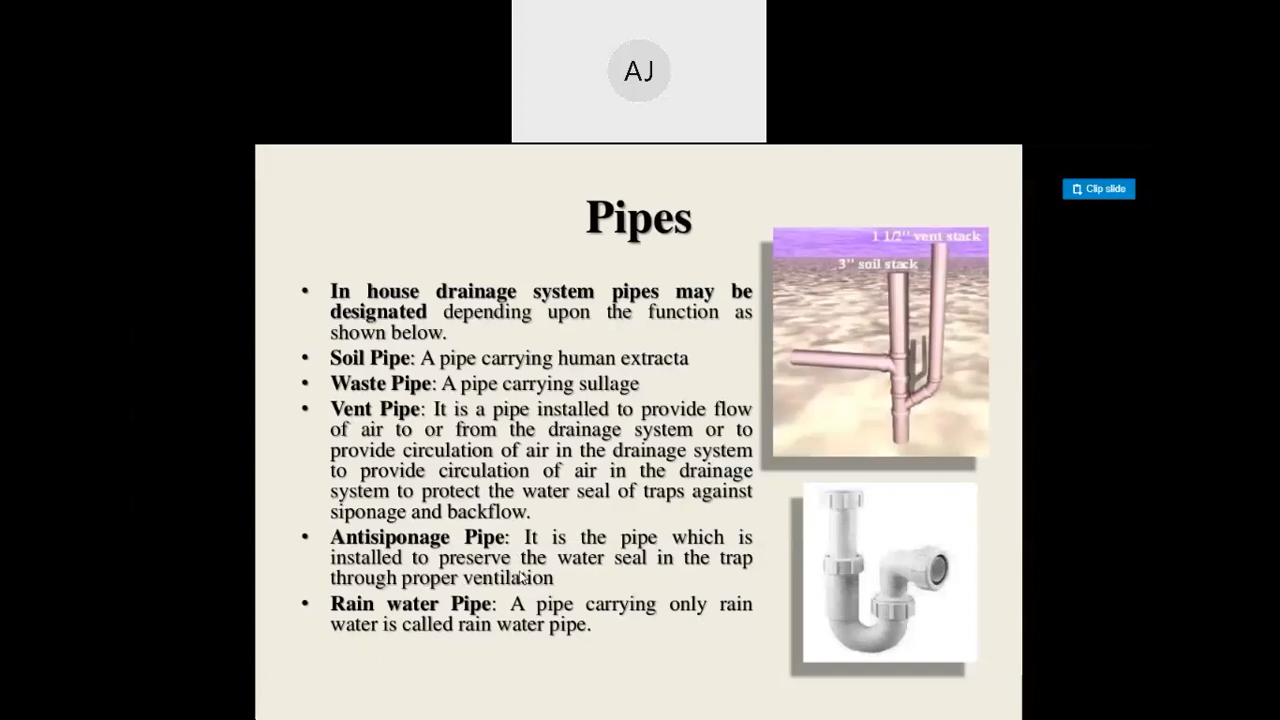 AJ
Clip slide
Pipes
1 1/2" vent stack
3" soil stack
• In house drainage system pipes may be
designated depending upon the function as
shown below.
• Soil Pipe: A pipe carrying human extracta
• Waste Pipe: A pipe carrying sullage
• Vent Pipe: It is a pipe installed to provide flow
of air to or from the drainage system or to
provide circulation of air in the drainage system
to provide circulation of air in the drainage
system to protect the water seal of traps against
siponage and backflow.
• Antisiponage Pipe: It is the pipe which is
installed to preserve the water seal in the trap
through proper ventilation
• Rain water Pipe: A pipe carrying only rain
water is called rain water pipe.